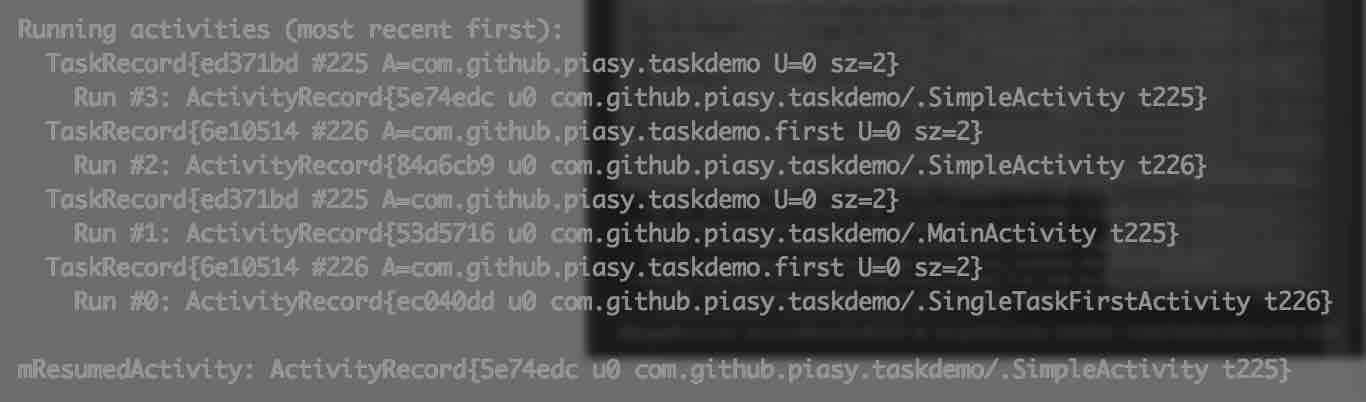 Running activities (most recent first):
TaskRecord{ed371bd #225 A=com.github.piasy.taskdemo U=0 sz=2}
Run #3: ActivityRecord{5e74edc u0 com.github.piasy.taskdemo/.SimpleActivity t225}
TaskRecord{6e10514 #226 A=com.github.piasy.taskdemo.first U=0 sz=2}
Run #2: ActivityRecord{84a6cb9 u0 com.github.piasy.taskdemo/.SimpleActivity t226}
TaskRecord{ed371bd #225 A=com.github.piasy.taskdemo U=0 sz=2}
Run #1: ActivityRecord{53d5716 u0 com.github.piasy.taskdemo/.MainActivity t225}
TaskRecord{6e10514 #226 A=com.github.piasy.taskdemo.first U=0 sz=2}
Run #0: ActivityRecord{ec040dd u0 com.github.piasy.taskdemo/.SingleTaskFirstActivity t226}
mResumedActivity: ActivityRecord{5e74edc u0 com.github.piasy.taskdemo/.SimpleActivity t225}